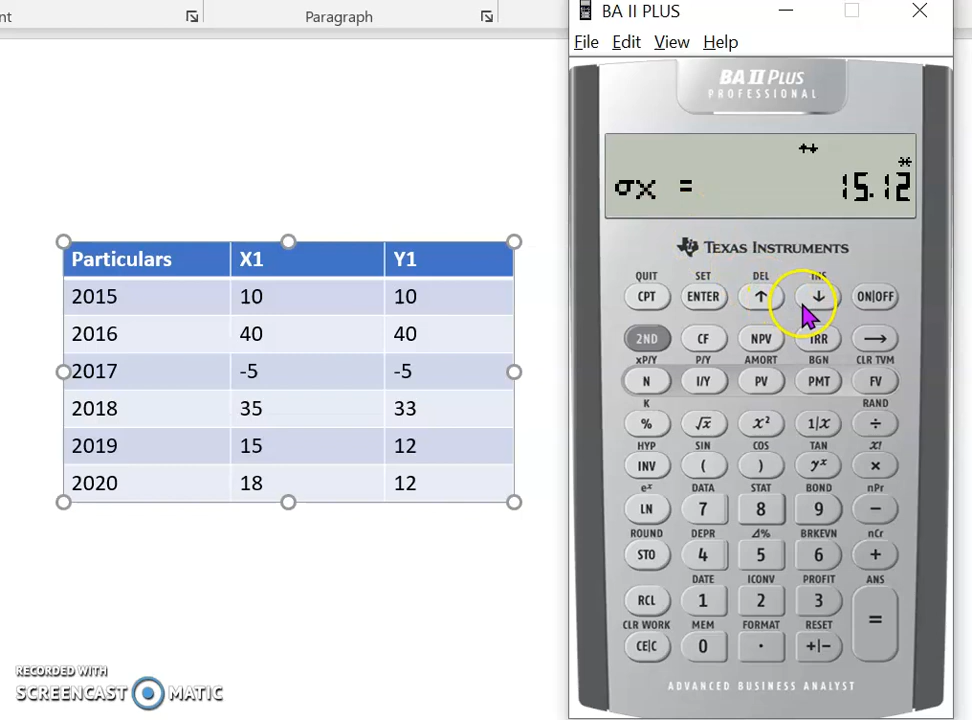 nt
Paragraph
BA II PLUS
File Edit View Help
BA II PLUS
PROFESSIONAL
σx = 15.12
TEXAS INSTRUMENTS
QUIT SET DEL INS
CPT ENTER ↑ ↓ ON|OFF
2ND CF NPV IRR →
xP/Y P/Y AMORT BGN CLR TVM
N I/Y PV PMT FV
K RAND
% √x x² 1/x ÷
HYP SIN COS TAN x!
INV ( ) yˣ ×
eˣ DATA STAT BOND nPr
LN 7 8 9 −
ROUND DEPR Δ% BRKEVN nCr
STO 4 5 6 +
DATE ICONV PROFIT ANS
RCL 1 2 3 =
CLR WORK MEM FORMAT RESET
CE|C 0 . +|−
ADVANCED BUSINESS ANALYST
Particulars X1 Y1
2015 10 10
2016 40 40
2017 -5 -5
2018 35 33
2019 15 12
2020 18 12
RECORDED WITH
SCREENCAST MATIC